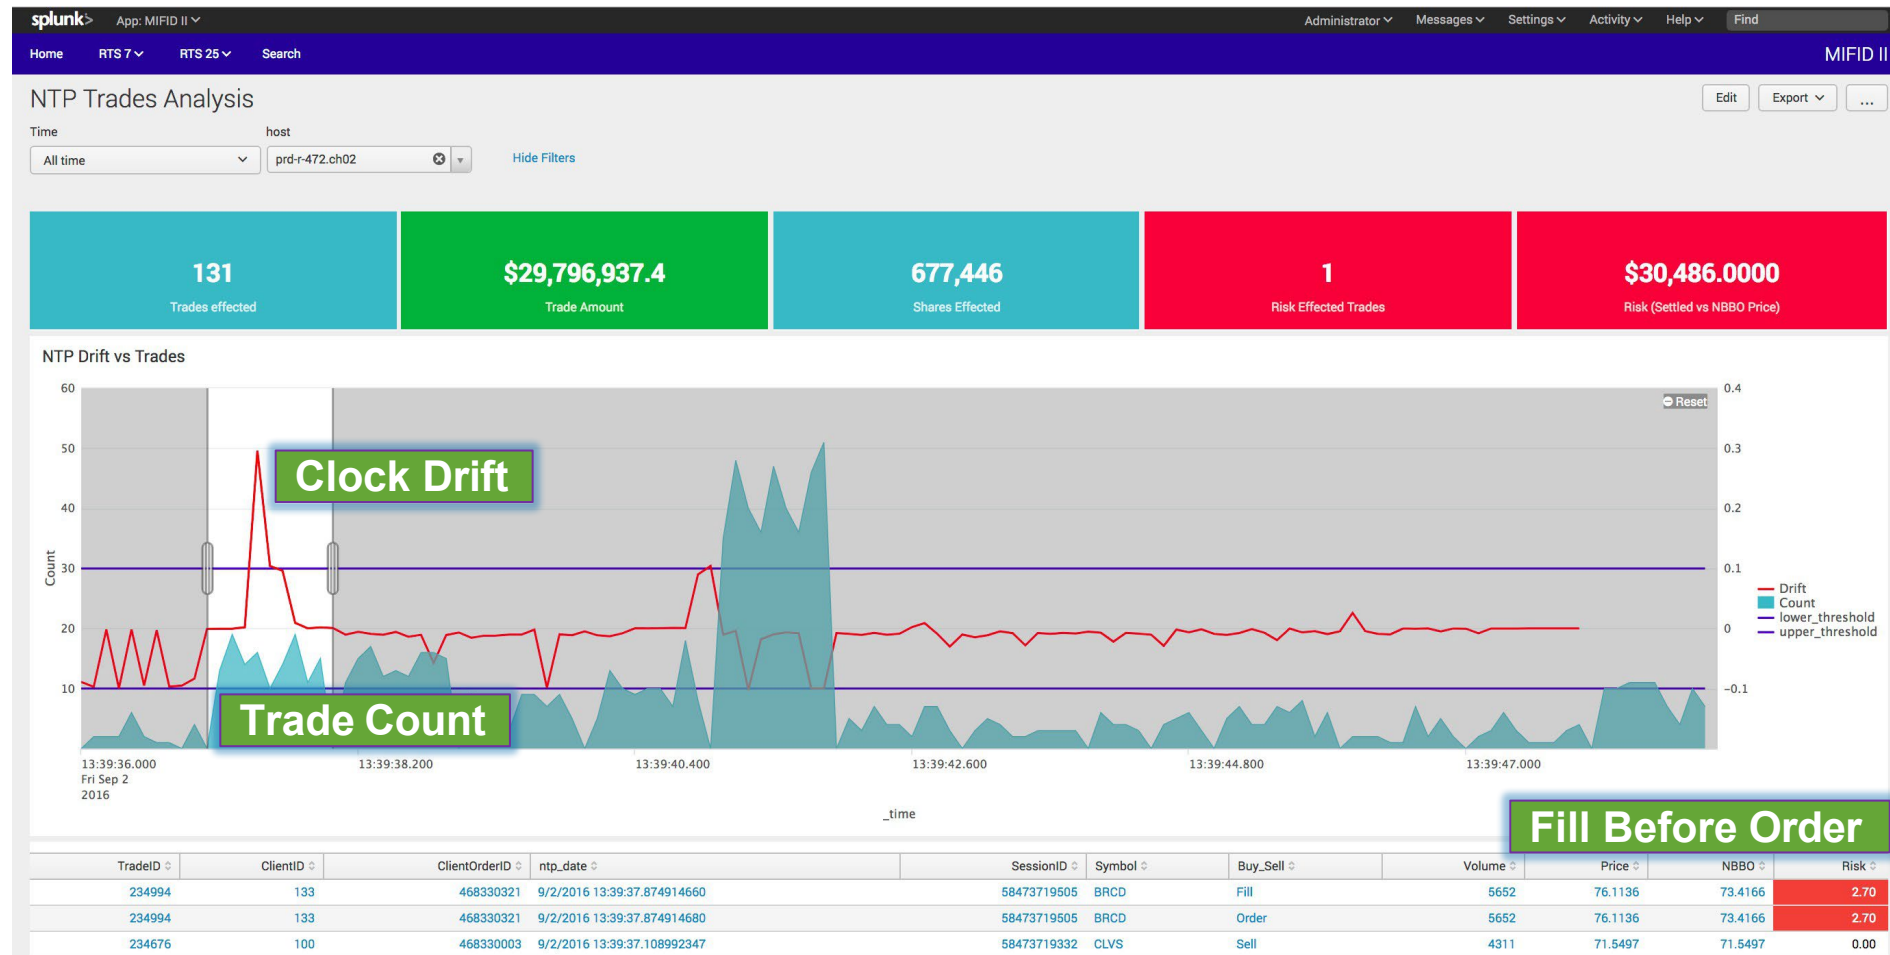 splunk> App: MIFID II Administrator Messages Settings Activity Help Find
Home RTS 7 RTS 25 Search MIFID II
NTP Trades Analysis Edit Export ...
Time host
All time prd-r-472.ch02 Hide Filters
131 $29,796,937.4 677,446 1 $30,486.0000
Trades effected Trade Amount Shares Effected Risk Effected Trades Risk (Settled vs NBBO Price)
NTP Drift vs Trades
60 0.4
Reset
50 0.3
Clock Drift
40 0.2
Count
30 0.1
Drift
Count
lower_threshold
20 0 upper_threshold
10 -0.1
Trade Count
13:39:36.000 13:39:38.200 13:39:40.400 13:39:42.600 13:39:44.800 13:39:47.000
Fri Sep 2
2016
_time
Fill Before Order
TradeID ClientID ClientOrderID ntp_date SessionID Symbol Buy_Sell Volume Price NBBO Risk
234994 133 468330321 9/2/2016 13:39:37.874914660 58473719505 BRCD Fill 5652 76.1136 73.4166 2.70
234994 133 468330321 9/2/2016 13:39:37.874914680 58473719505 BRCD Order 5652 76.1136 73.4166 2.70
234676 100 468330003 9/2/2016 13:39:37.108992347 58473719332 CLVS Sell 4311 71.5497 71.5497 0.00